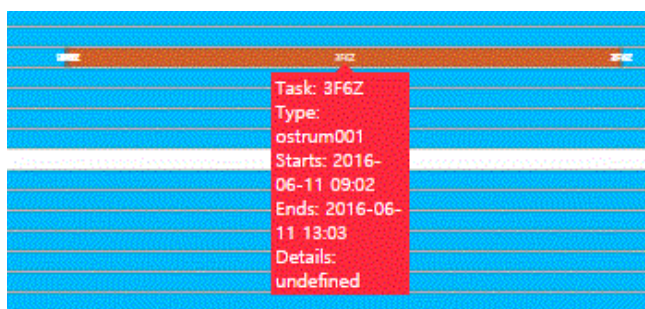 3F6Z
Task: 3F6Z
Type:
ostrum001
Starts: 2016-
06-11 09:02
Ends: 2016-06-
11 13:03
Details:
undefined